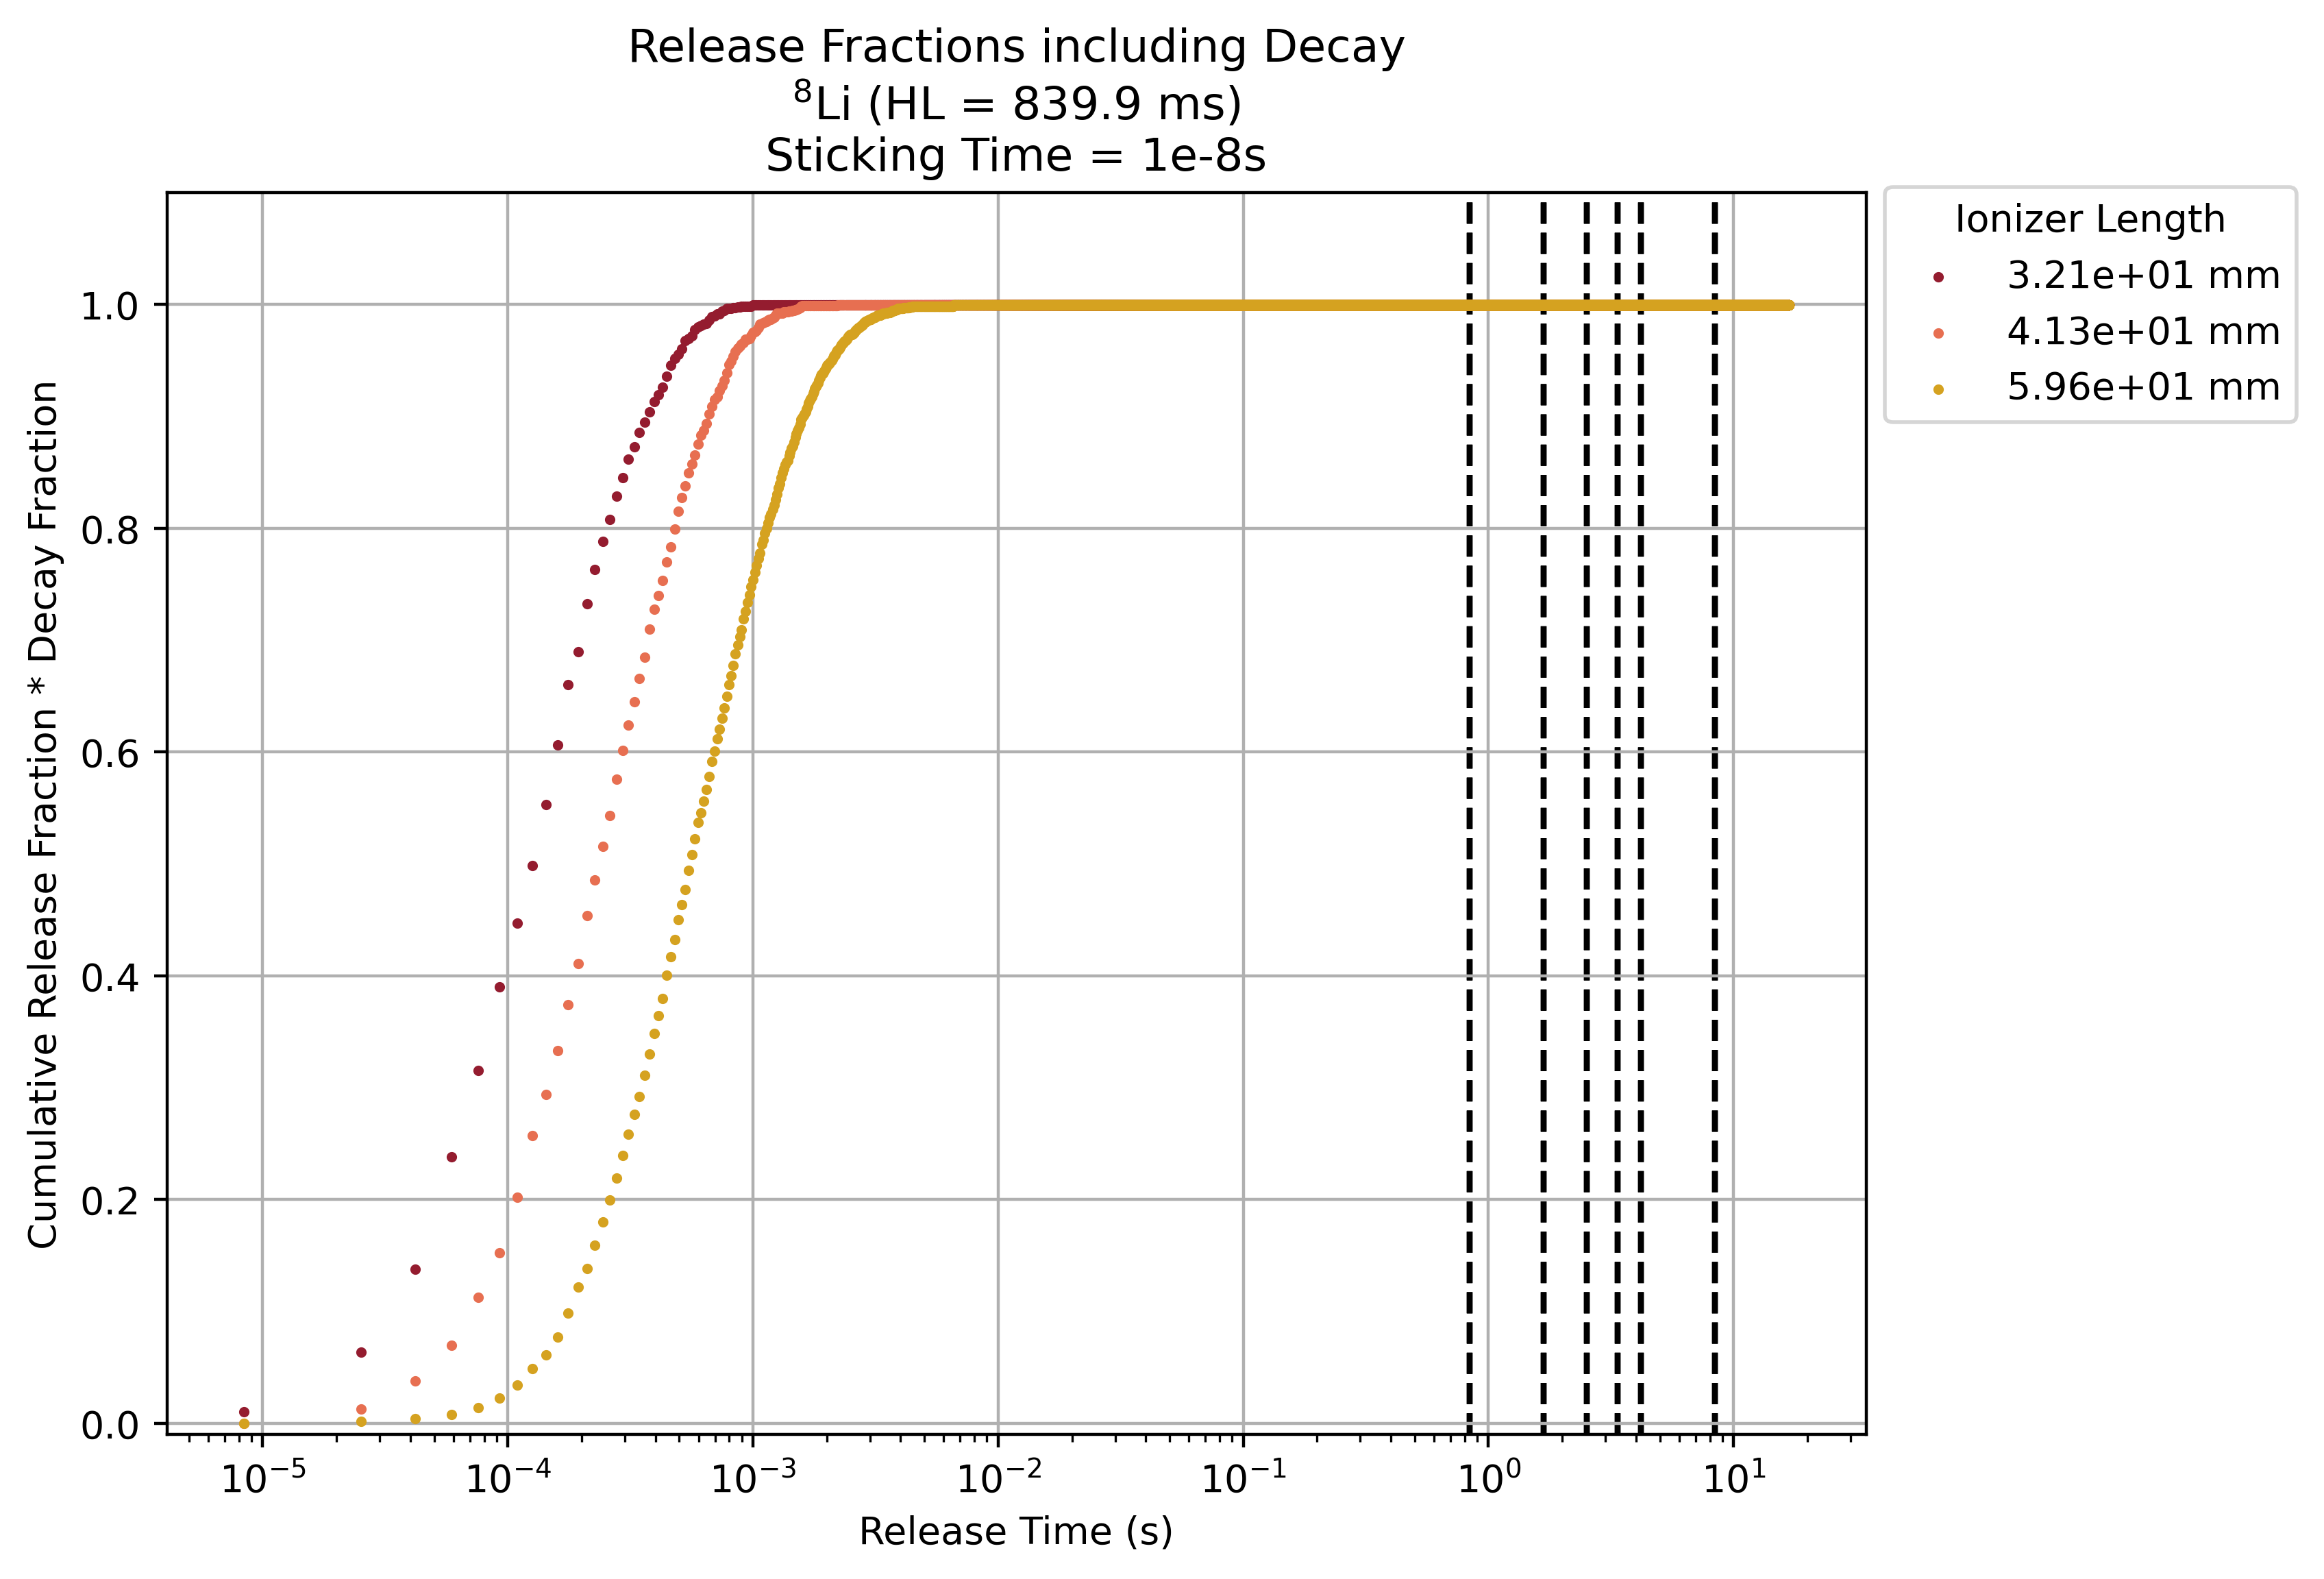 Release Fractions including Decay
⁸Li (HL = 839.9 ms)
Sticking Time = 1e-8s
Ionizer Length
3.21e+01 mm
4.13e+01 mm
5.96e+01 mm
Cumulative Release Fraction * Decay Fraction
1.0
0.8
0.6
0.4
0.2
0.0
10⁻⁵ 10⁻⁴ 10⁻³ 10⁻² 10⁻¹ 10⁰ 10¹
Release Time (s)